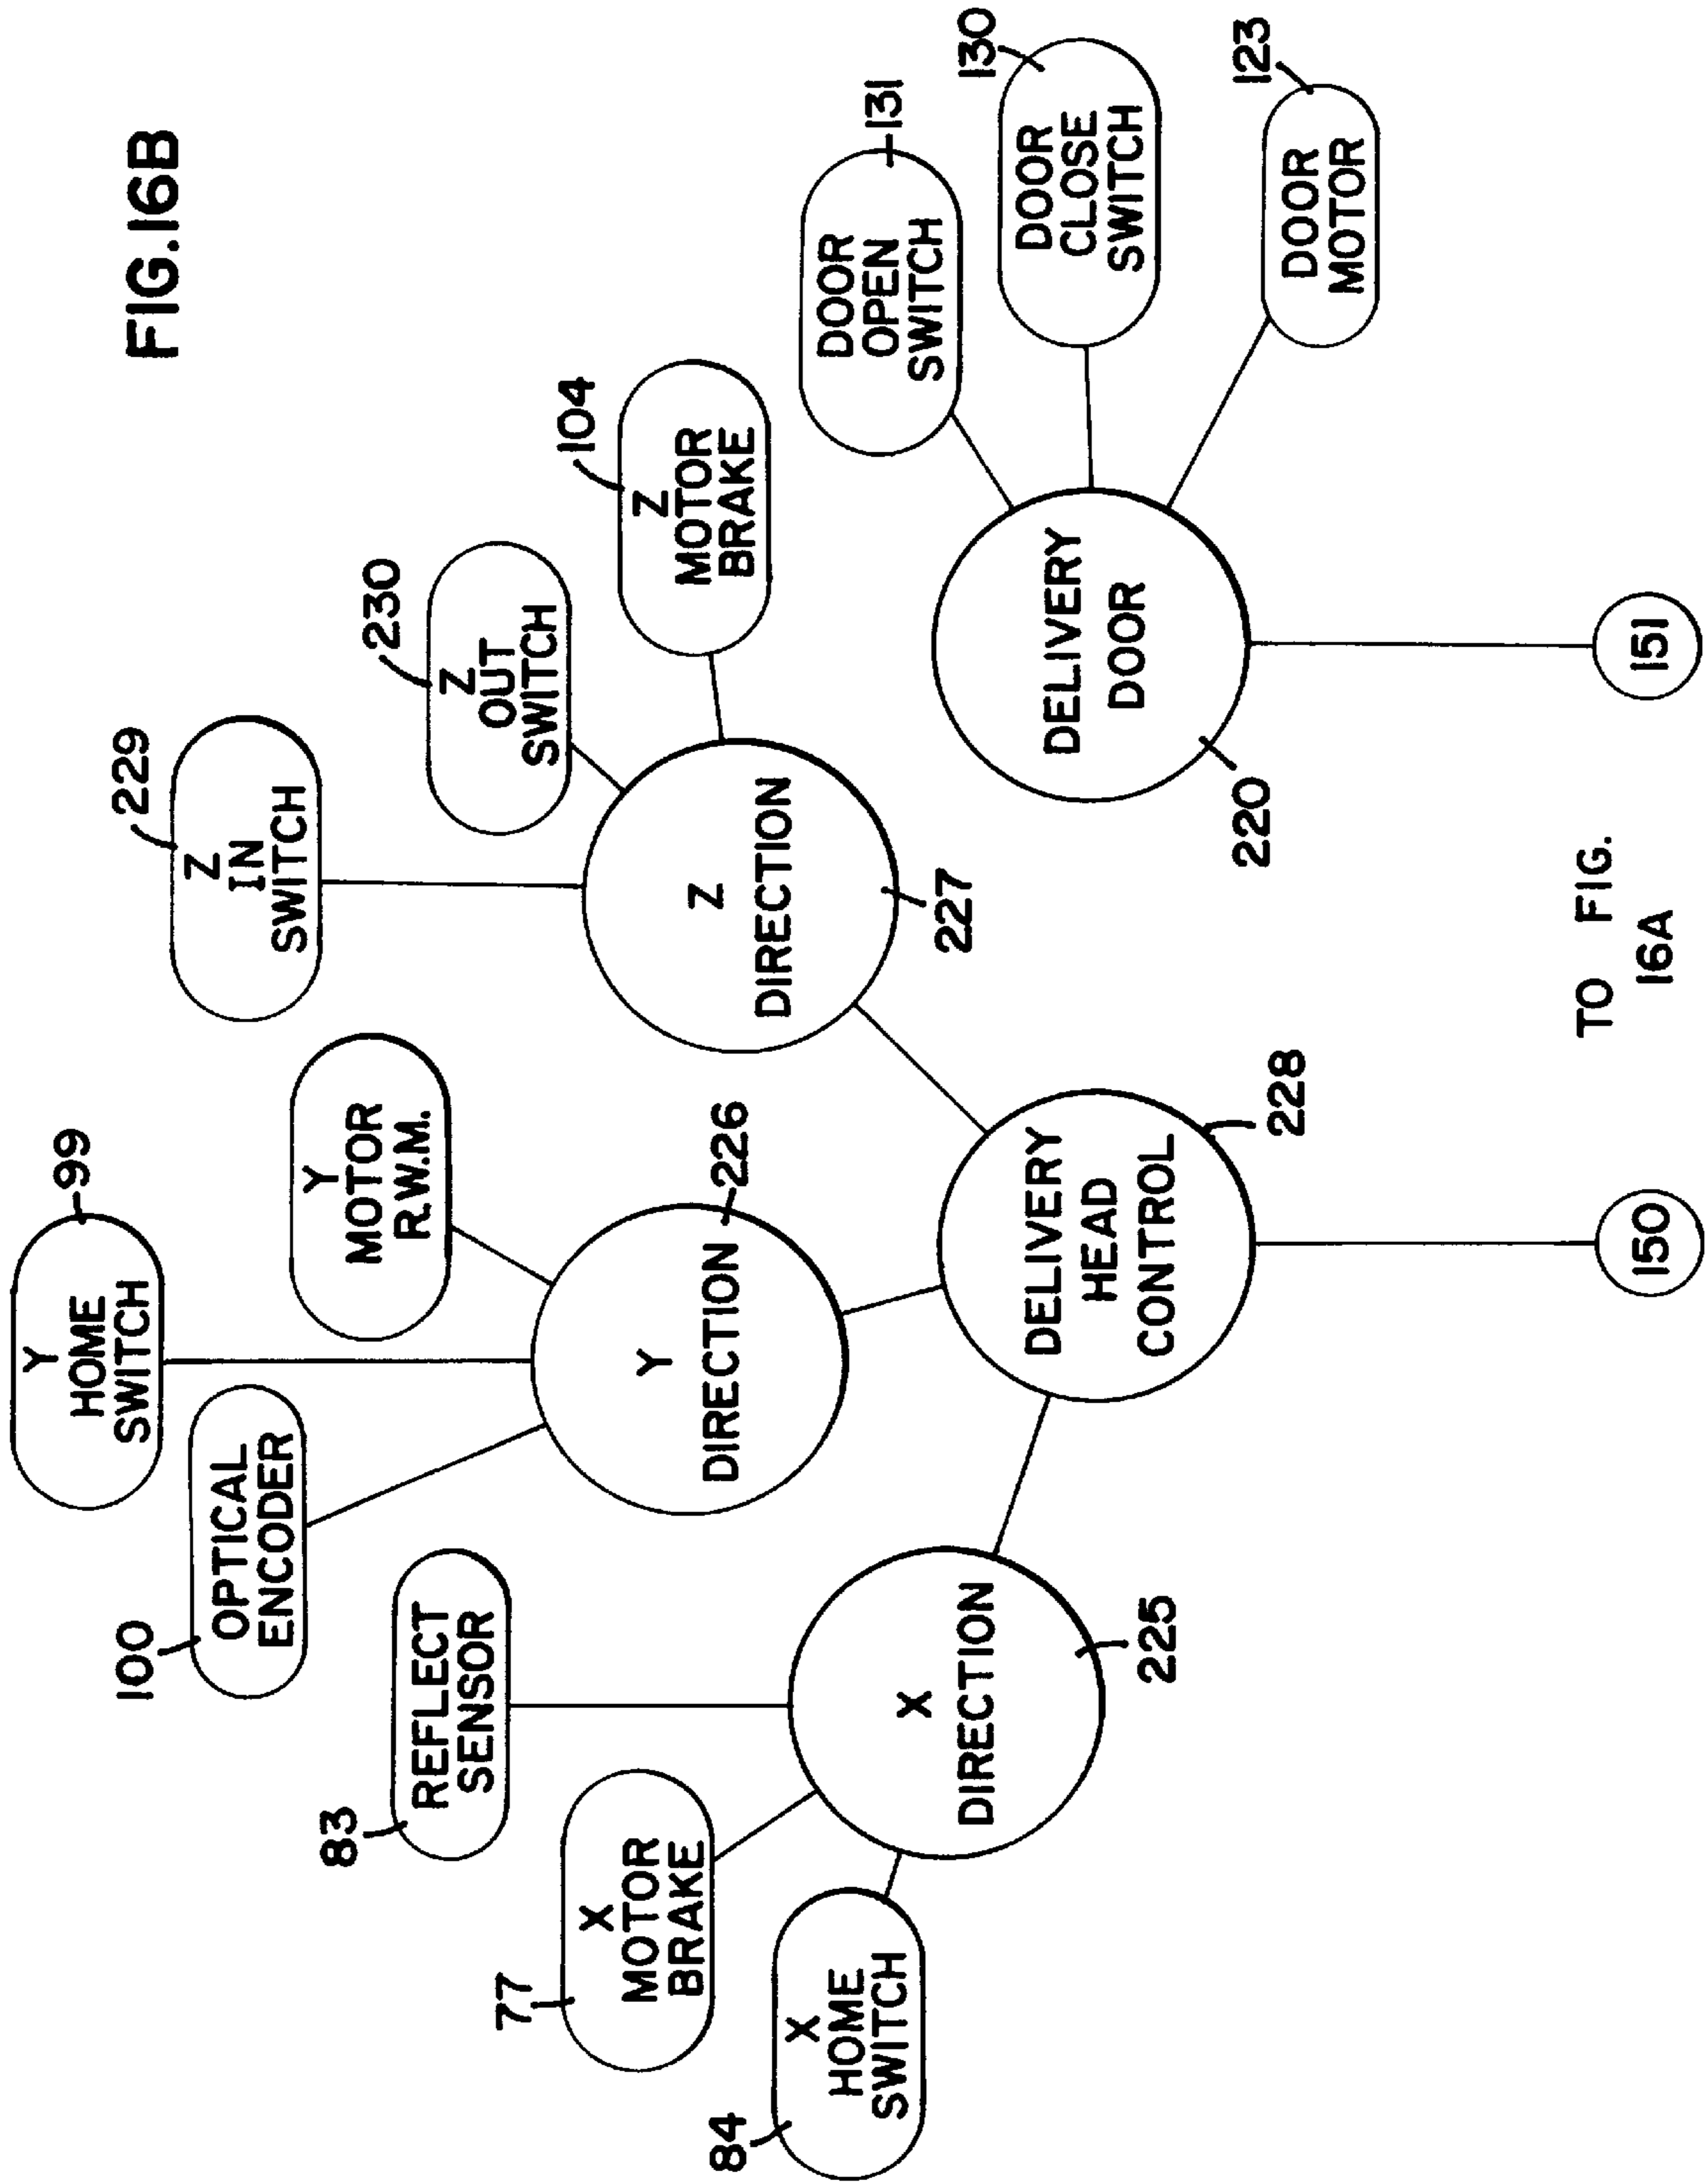 FIG.16B
99
Y
HOME
SWITCH
100
OPTICAL
ENCODER
Y
MOTOR
R.W.M.
229
Z
IN
SWITCH
230
Z
OUT
SWITCH
104
Z
MOTOR
BRAKE
83
REFLECT
SENSOR
77
X
MOTOR
BRAKE
84
X
HOME
SWITCH
X
DIRECTION
225
Y
DIRECTION
226
Z
DIRECTION
227
DELIVERY
HEAD
CONTROL
228
131
DOOR
OPEN
SWITCH
130
DOOR
CLOSE
SWITCH
123
DOOR
MOTOR
DELIVERY
DOOR
220
150
TO FIG.
16A
151